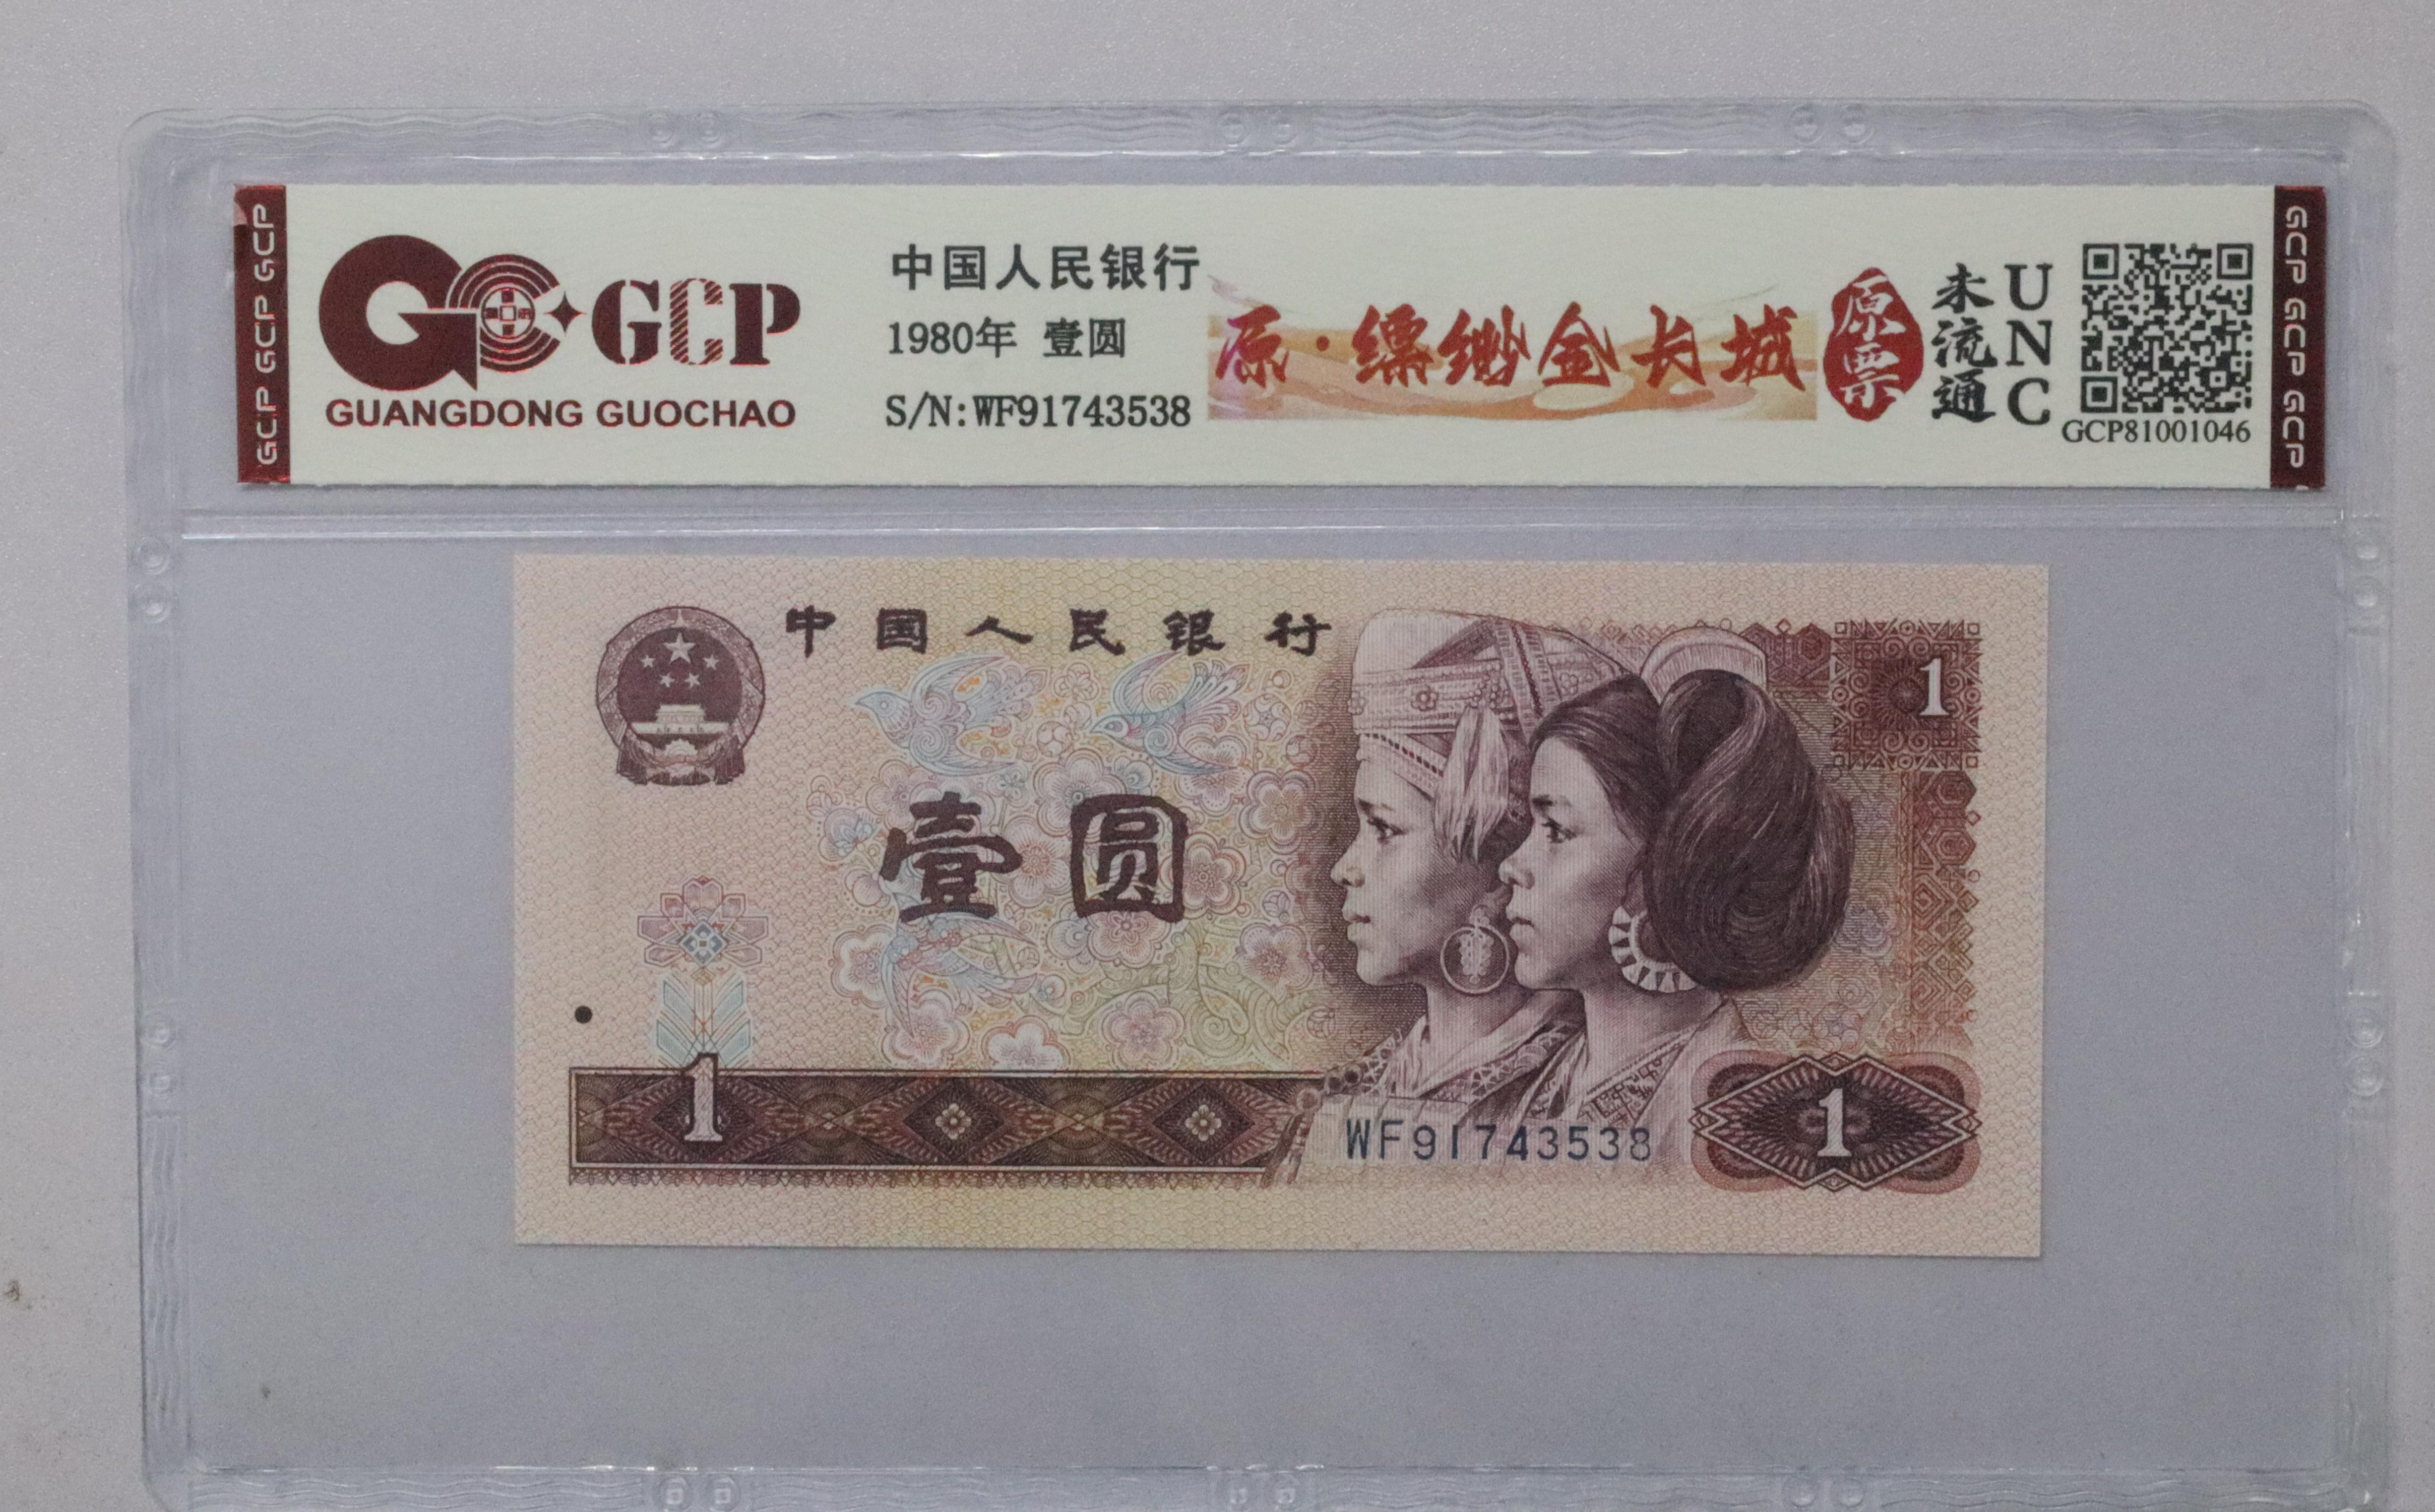 GCP GCP GCP
GCP
GUANGDONG GUOCHAO
中国人民银行
1980年 壹圆
S/N:WF91743538
原·缥缈金长城
原票
未流通
UNC
GCP81001046
GCP GCP GCP
中国人民银行
1
壹圆
1
WF91743538
1